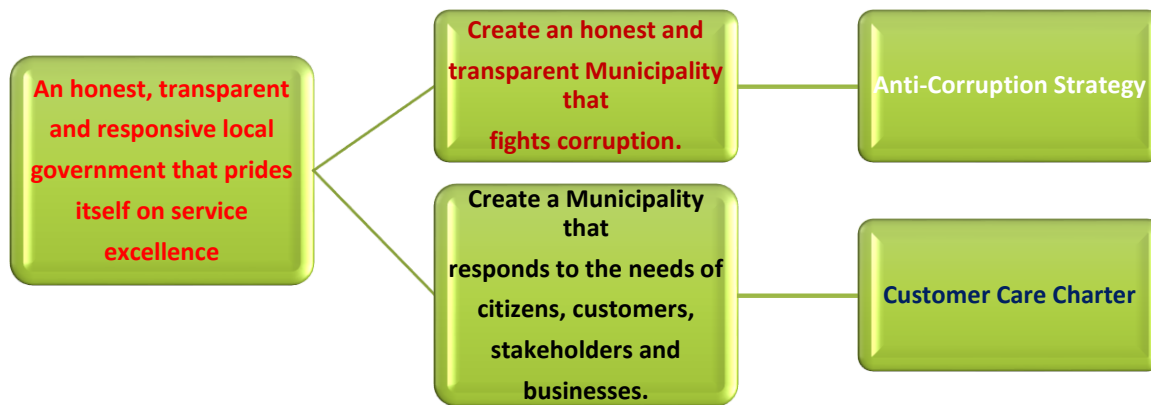 An honest, transparent
and responsive local
government that prides
itself on service
excellence
Create an honest and
transparent Municipality
that
fights corruption.
Anti-Corruption Strategy
Create a Municipality
that
responds to the needs of
citizens, customers,
stakeholders and
businesses.
Customer Care Charter